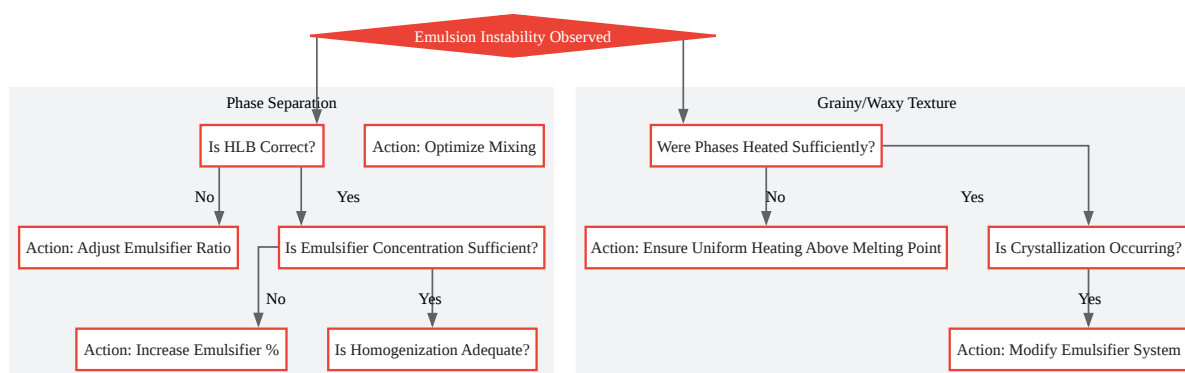 Emulsion Instability Observed
Phase Separation
Is HLB Correct?
Action: Optimize Mixing
No
Yes
Action: Adjust Emulsifier Ratio
Is Emulsifier Concentration Sufficient?
No
Yes
Action: Increase Emulsifier %
Is Homogenization Adequate?
Grainy/Waxy Texture
Were Phases Heated Sufficiently?
No
Yes
Action: Ensure Uniform Heating Above Melting Point
Is Crystallization Occurring?
Yes
Action: Modify Emulsifier System